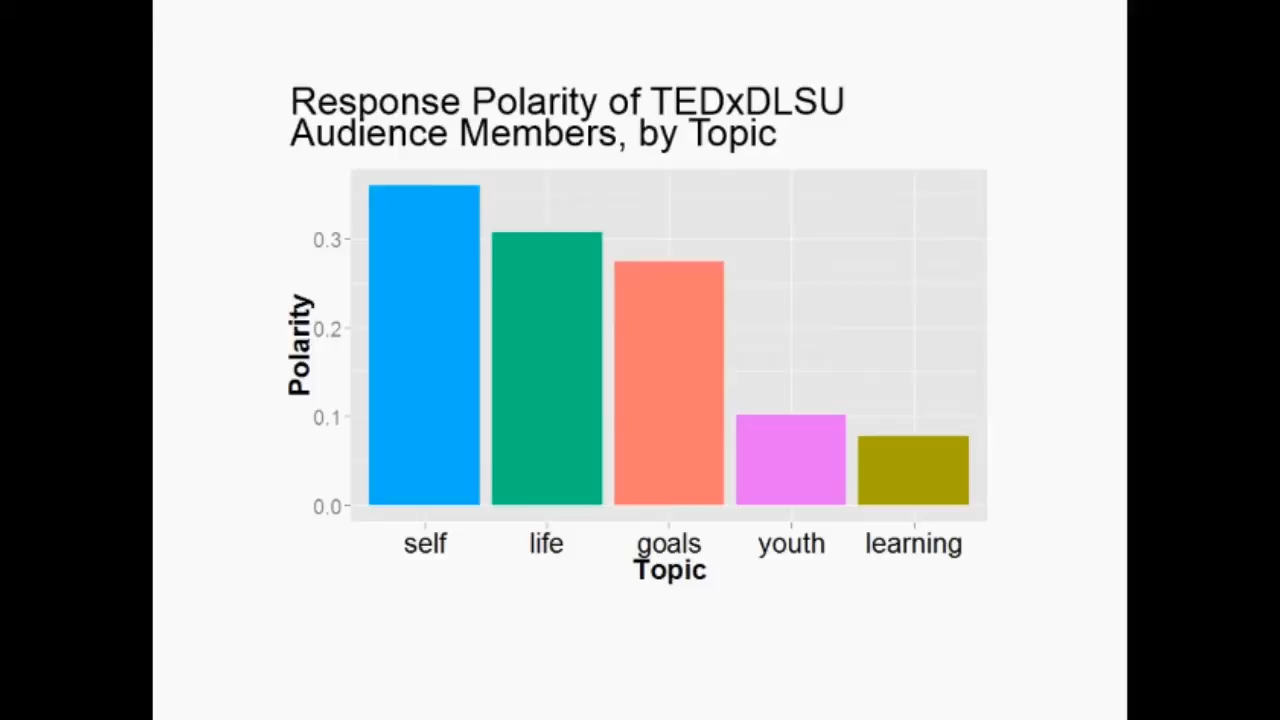 Response Polarity of TEDxDLSU
Audience Members, by Topic
0.3
0.2
0.1
0.0
Polarity
self life goals youth learning
Topic